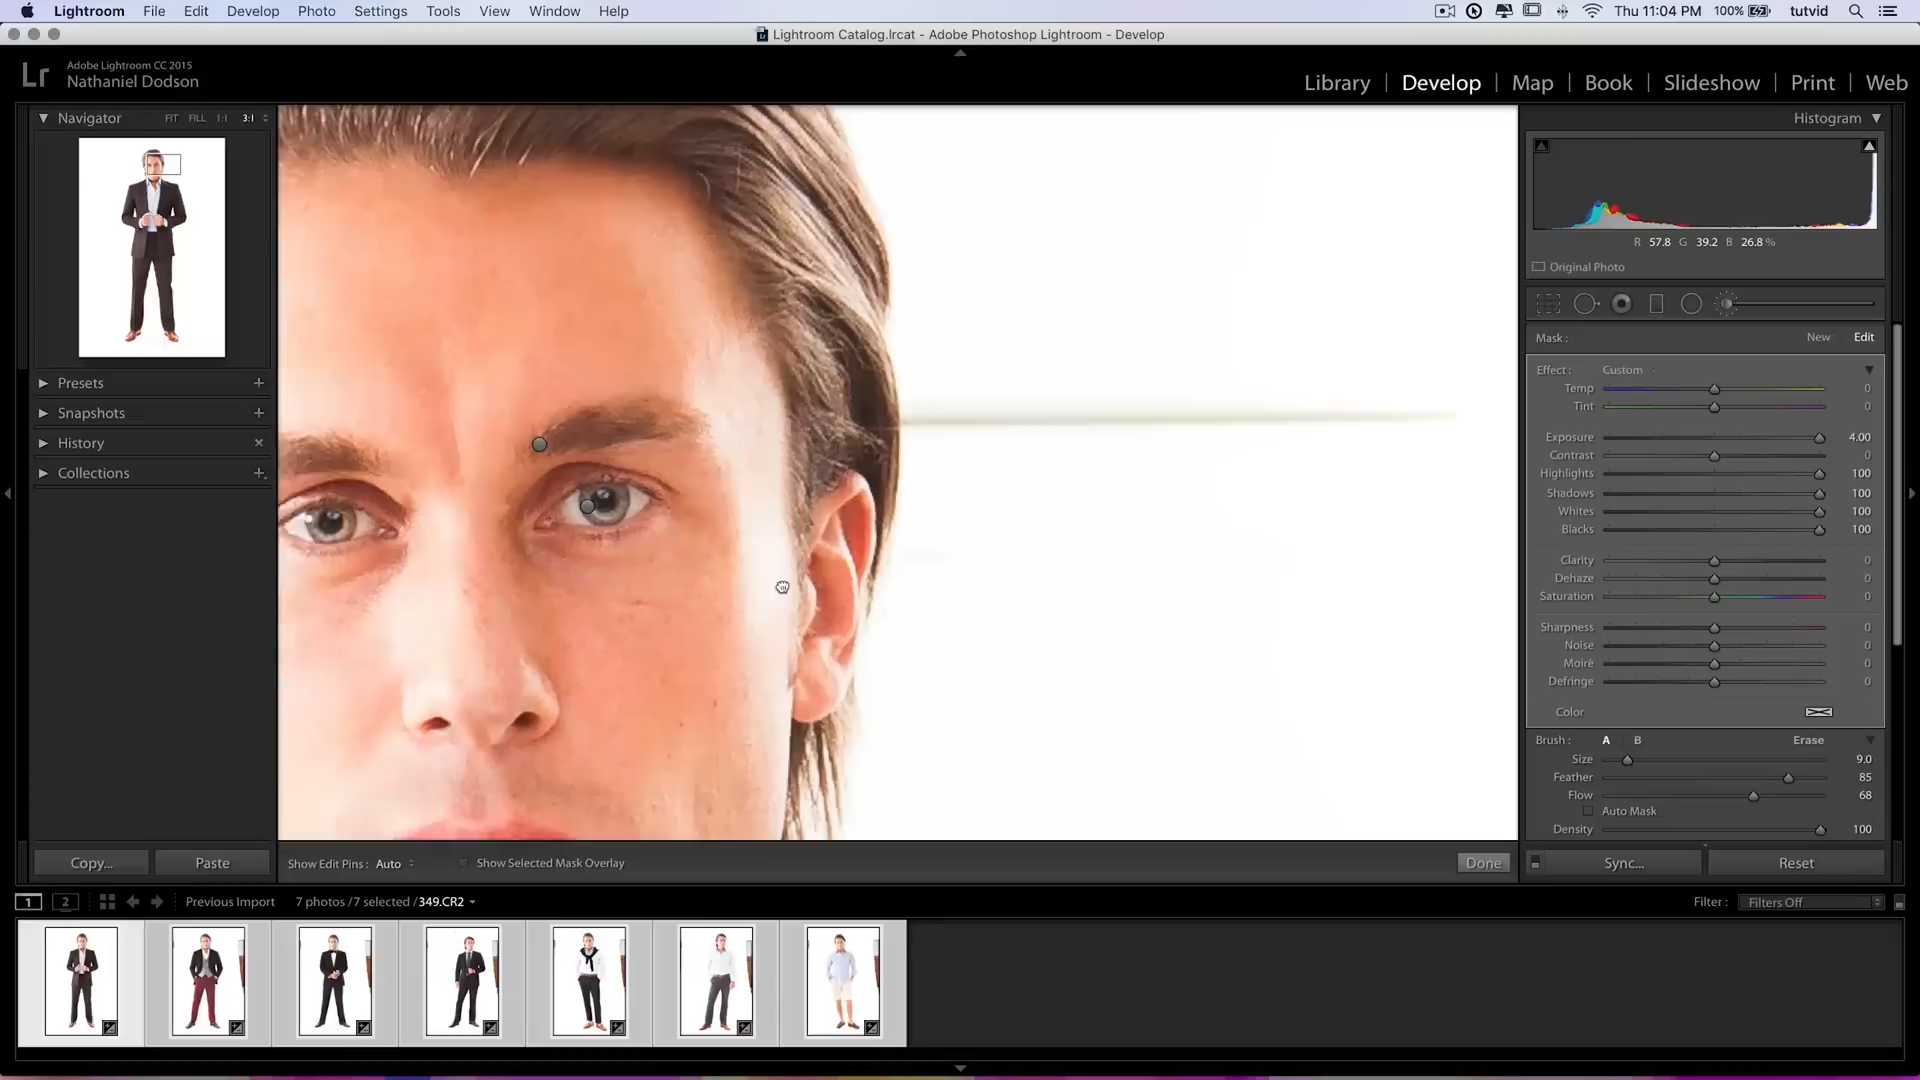 Lightroom File Edit Develop Photo Settings Tools View Window Help
Thu 11:04 PM 100% tutvid
Lightroom Catalog.lrcat - Adobe Photoshop Lightroom - Develop
Lr Adobe Lightroom CC 2015
Nathaniel Dodson
Library | Develop | Map | Book | Slideshow | Print | Web
Navigator FIT FILL 1:1 3:1
Presets
Snapshots
History
Collections
Copy... Paste
Histogram
R 57.8 G 39.2 B 26.8 %
Original Photo
Mask : New Edit
Effect : Custom
Temp 0
Tint 0
Exposure 4.00
Contrast 0
Highlights 100
Shadows 100
Whites 100
Blacks 100
Clarity 0
Dehaze 0
Saturation 0
Sharpness 0
Noise 0
Moiré 0
Defringe 0
Color
Brush : A B Erase
Size 9.0
Feather 85
Flow 68
Auto Mask
Density 100
Show Edit Pins : Auto Show Selected Mask Overlay Done
Sync... Reset
1 2 Previous Import 7 photos / 7 selected / 349.CR2
Filter : Filters Off